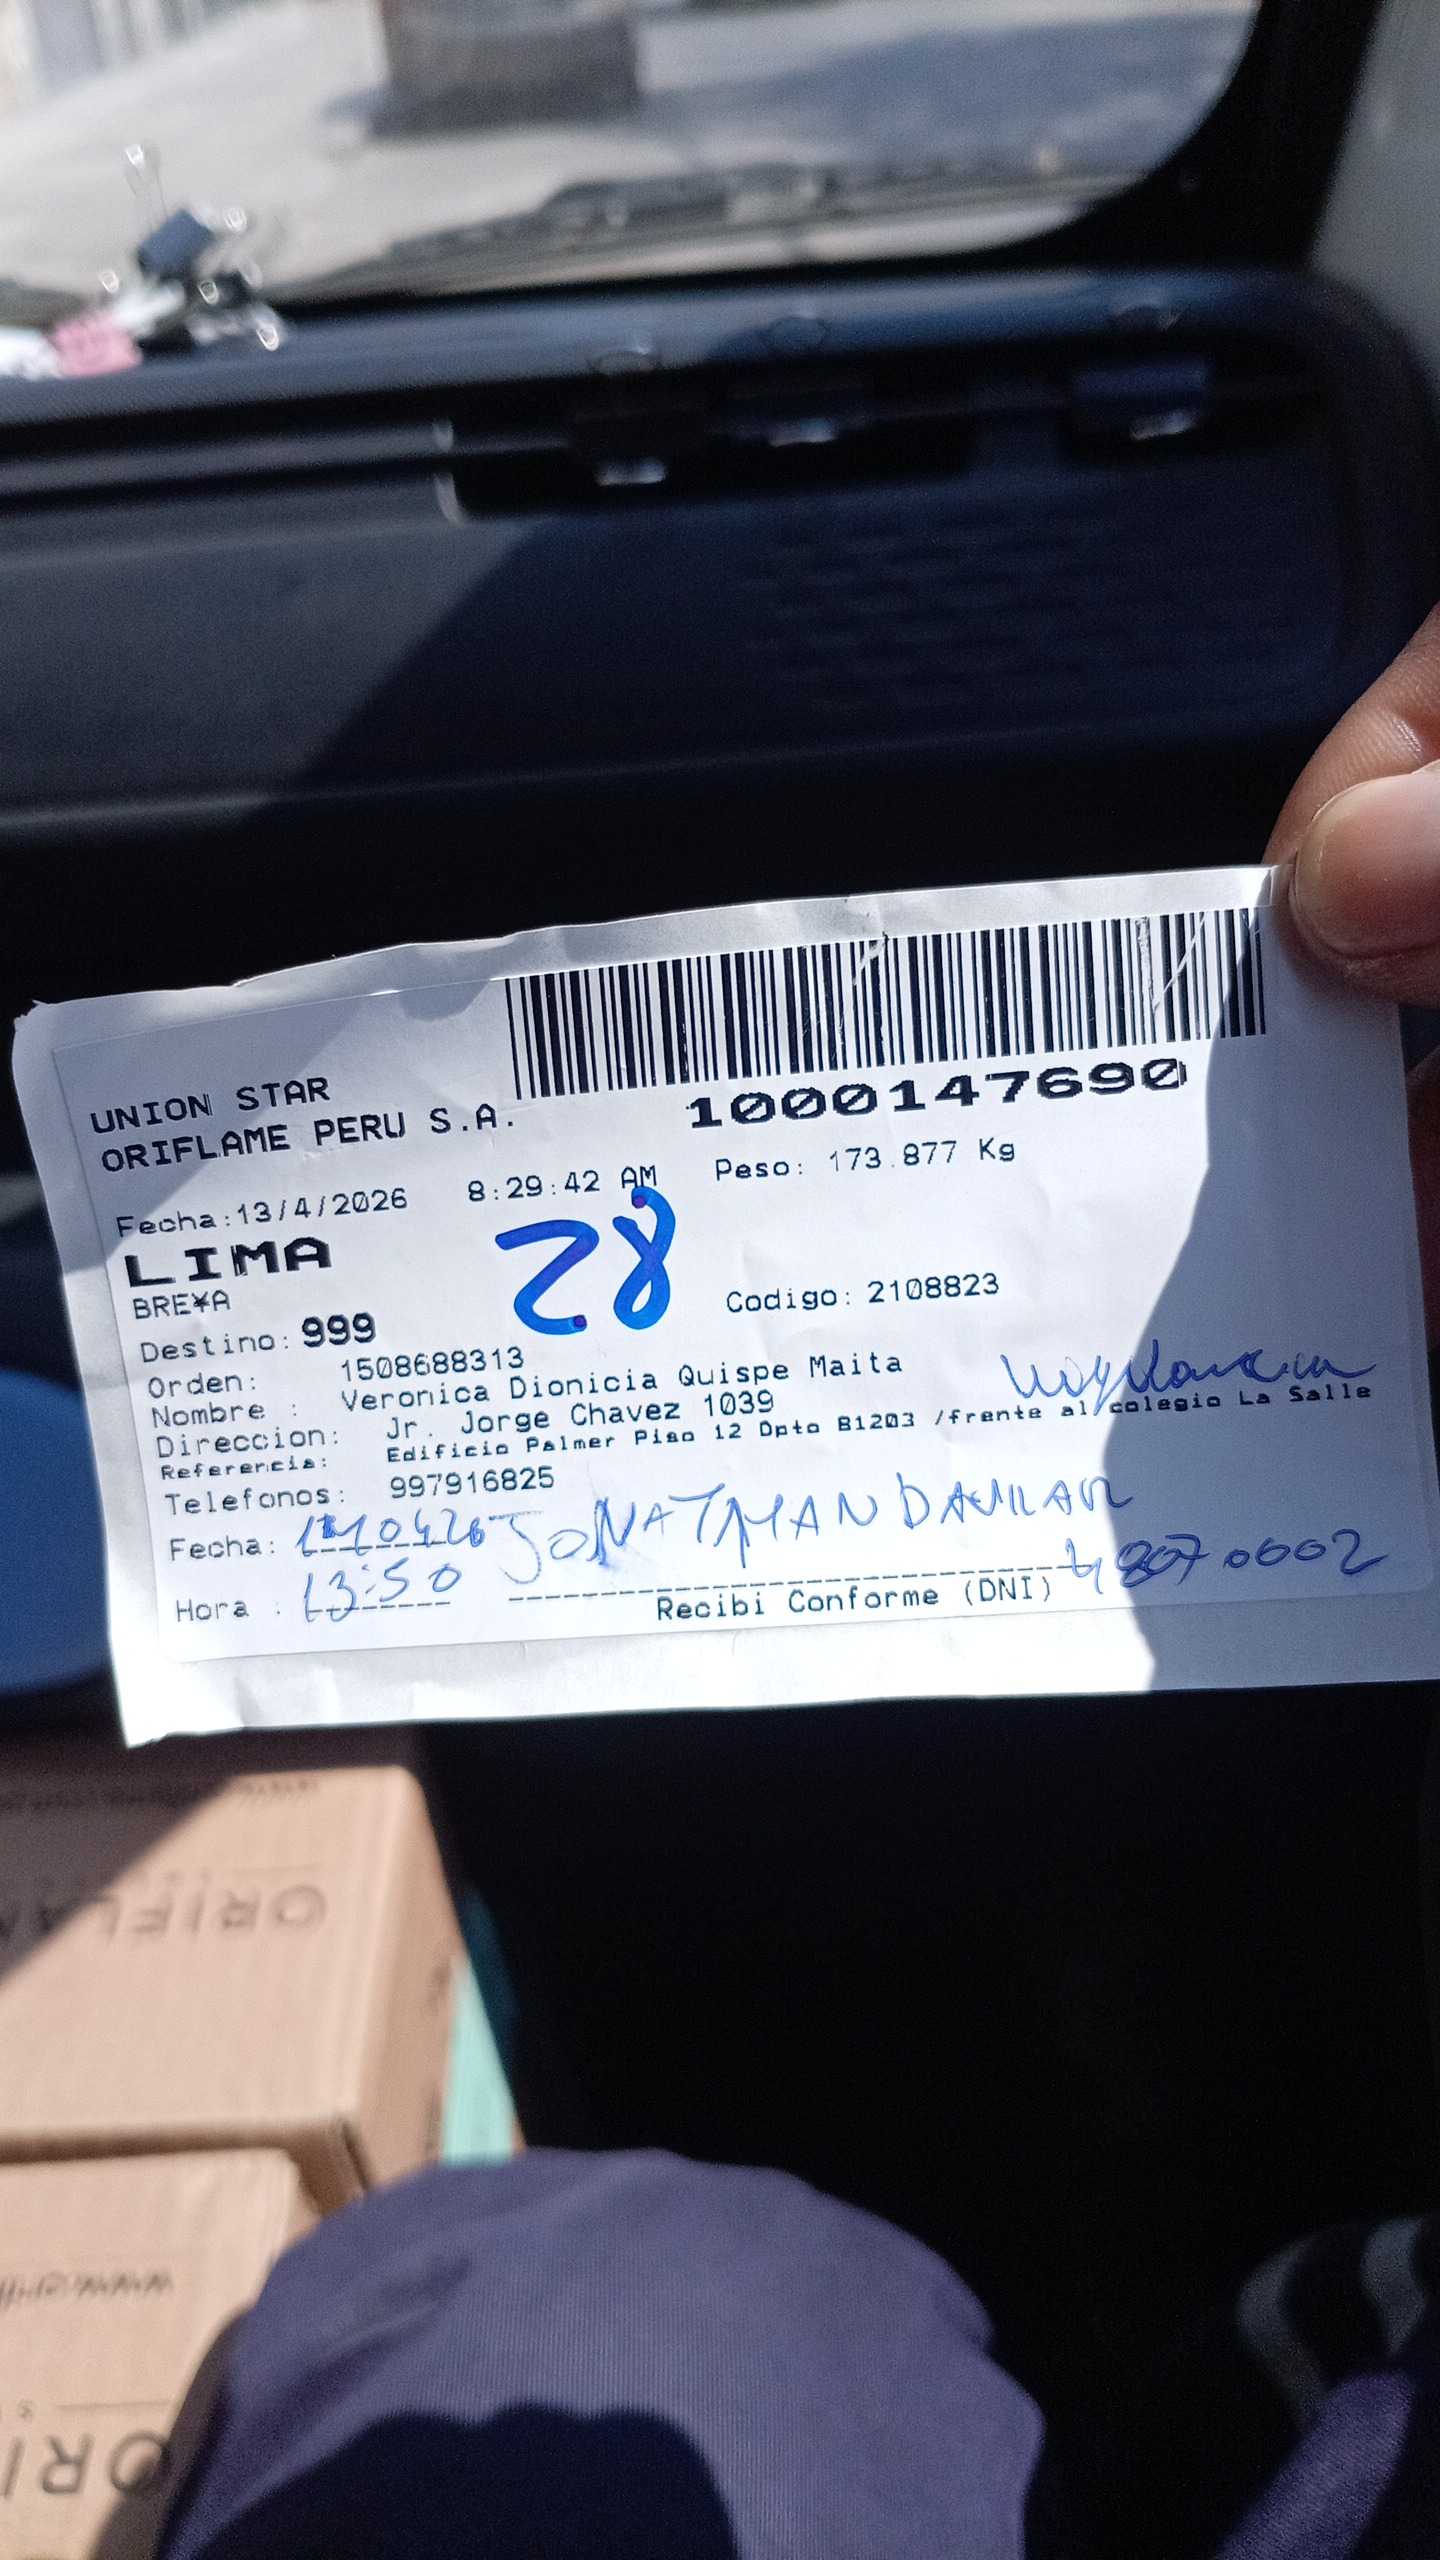 1000147690
UNION STAR
ORIFLAME PERU S.A.
Fecha:13/4/2026 8:29:42 AM Peso: 173.877 Kg
LIMA
28
BRE¥A
Codigo: 2108823
Destino: 999
Orden: 1508688313
Nombre : Veronica Dionicia Quispe Maita
Direccion: Jr. Jorge Chavez 1039
Referencia: Edificio Palmer Piso 12 Dpto B1203 /frente al colegio La Salle
Telefonos: 997916825
Fecha: JONATHAN
Hora : 13:50
Recibi Conforme (DNI)